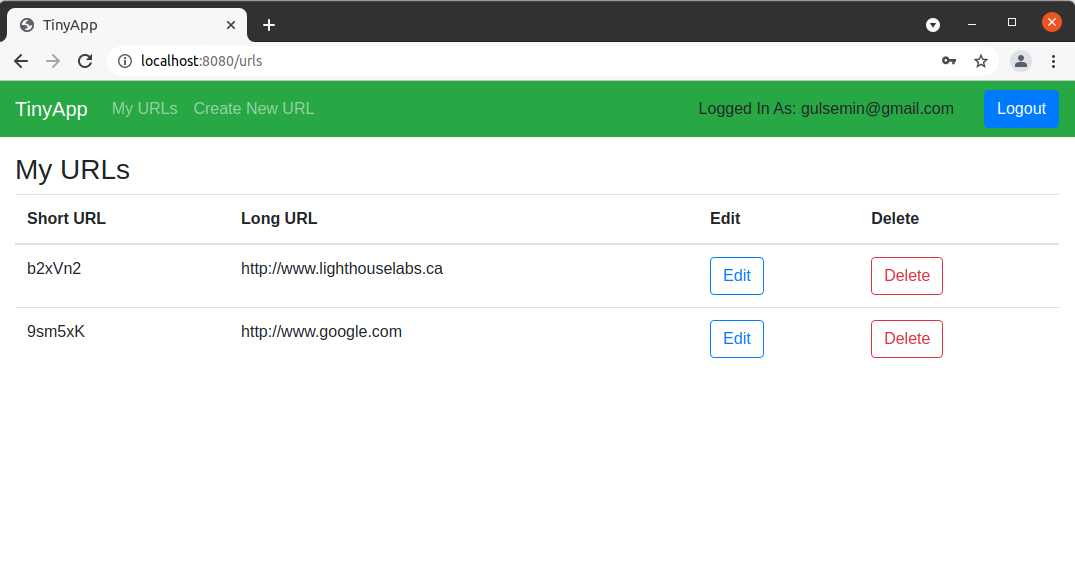 TinyApp
localhost:8080/urls
TinyApp My URLs Create New URL Logged In As: gulsemin@gmail.com Logout
My URLs
Short URL Long URL Edit Delete
b2xVn2 http://www.lighthouselabs.ca Edit Delete
9sm5xK http://www.google.com Edit Delete